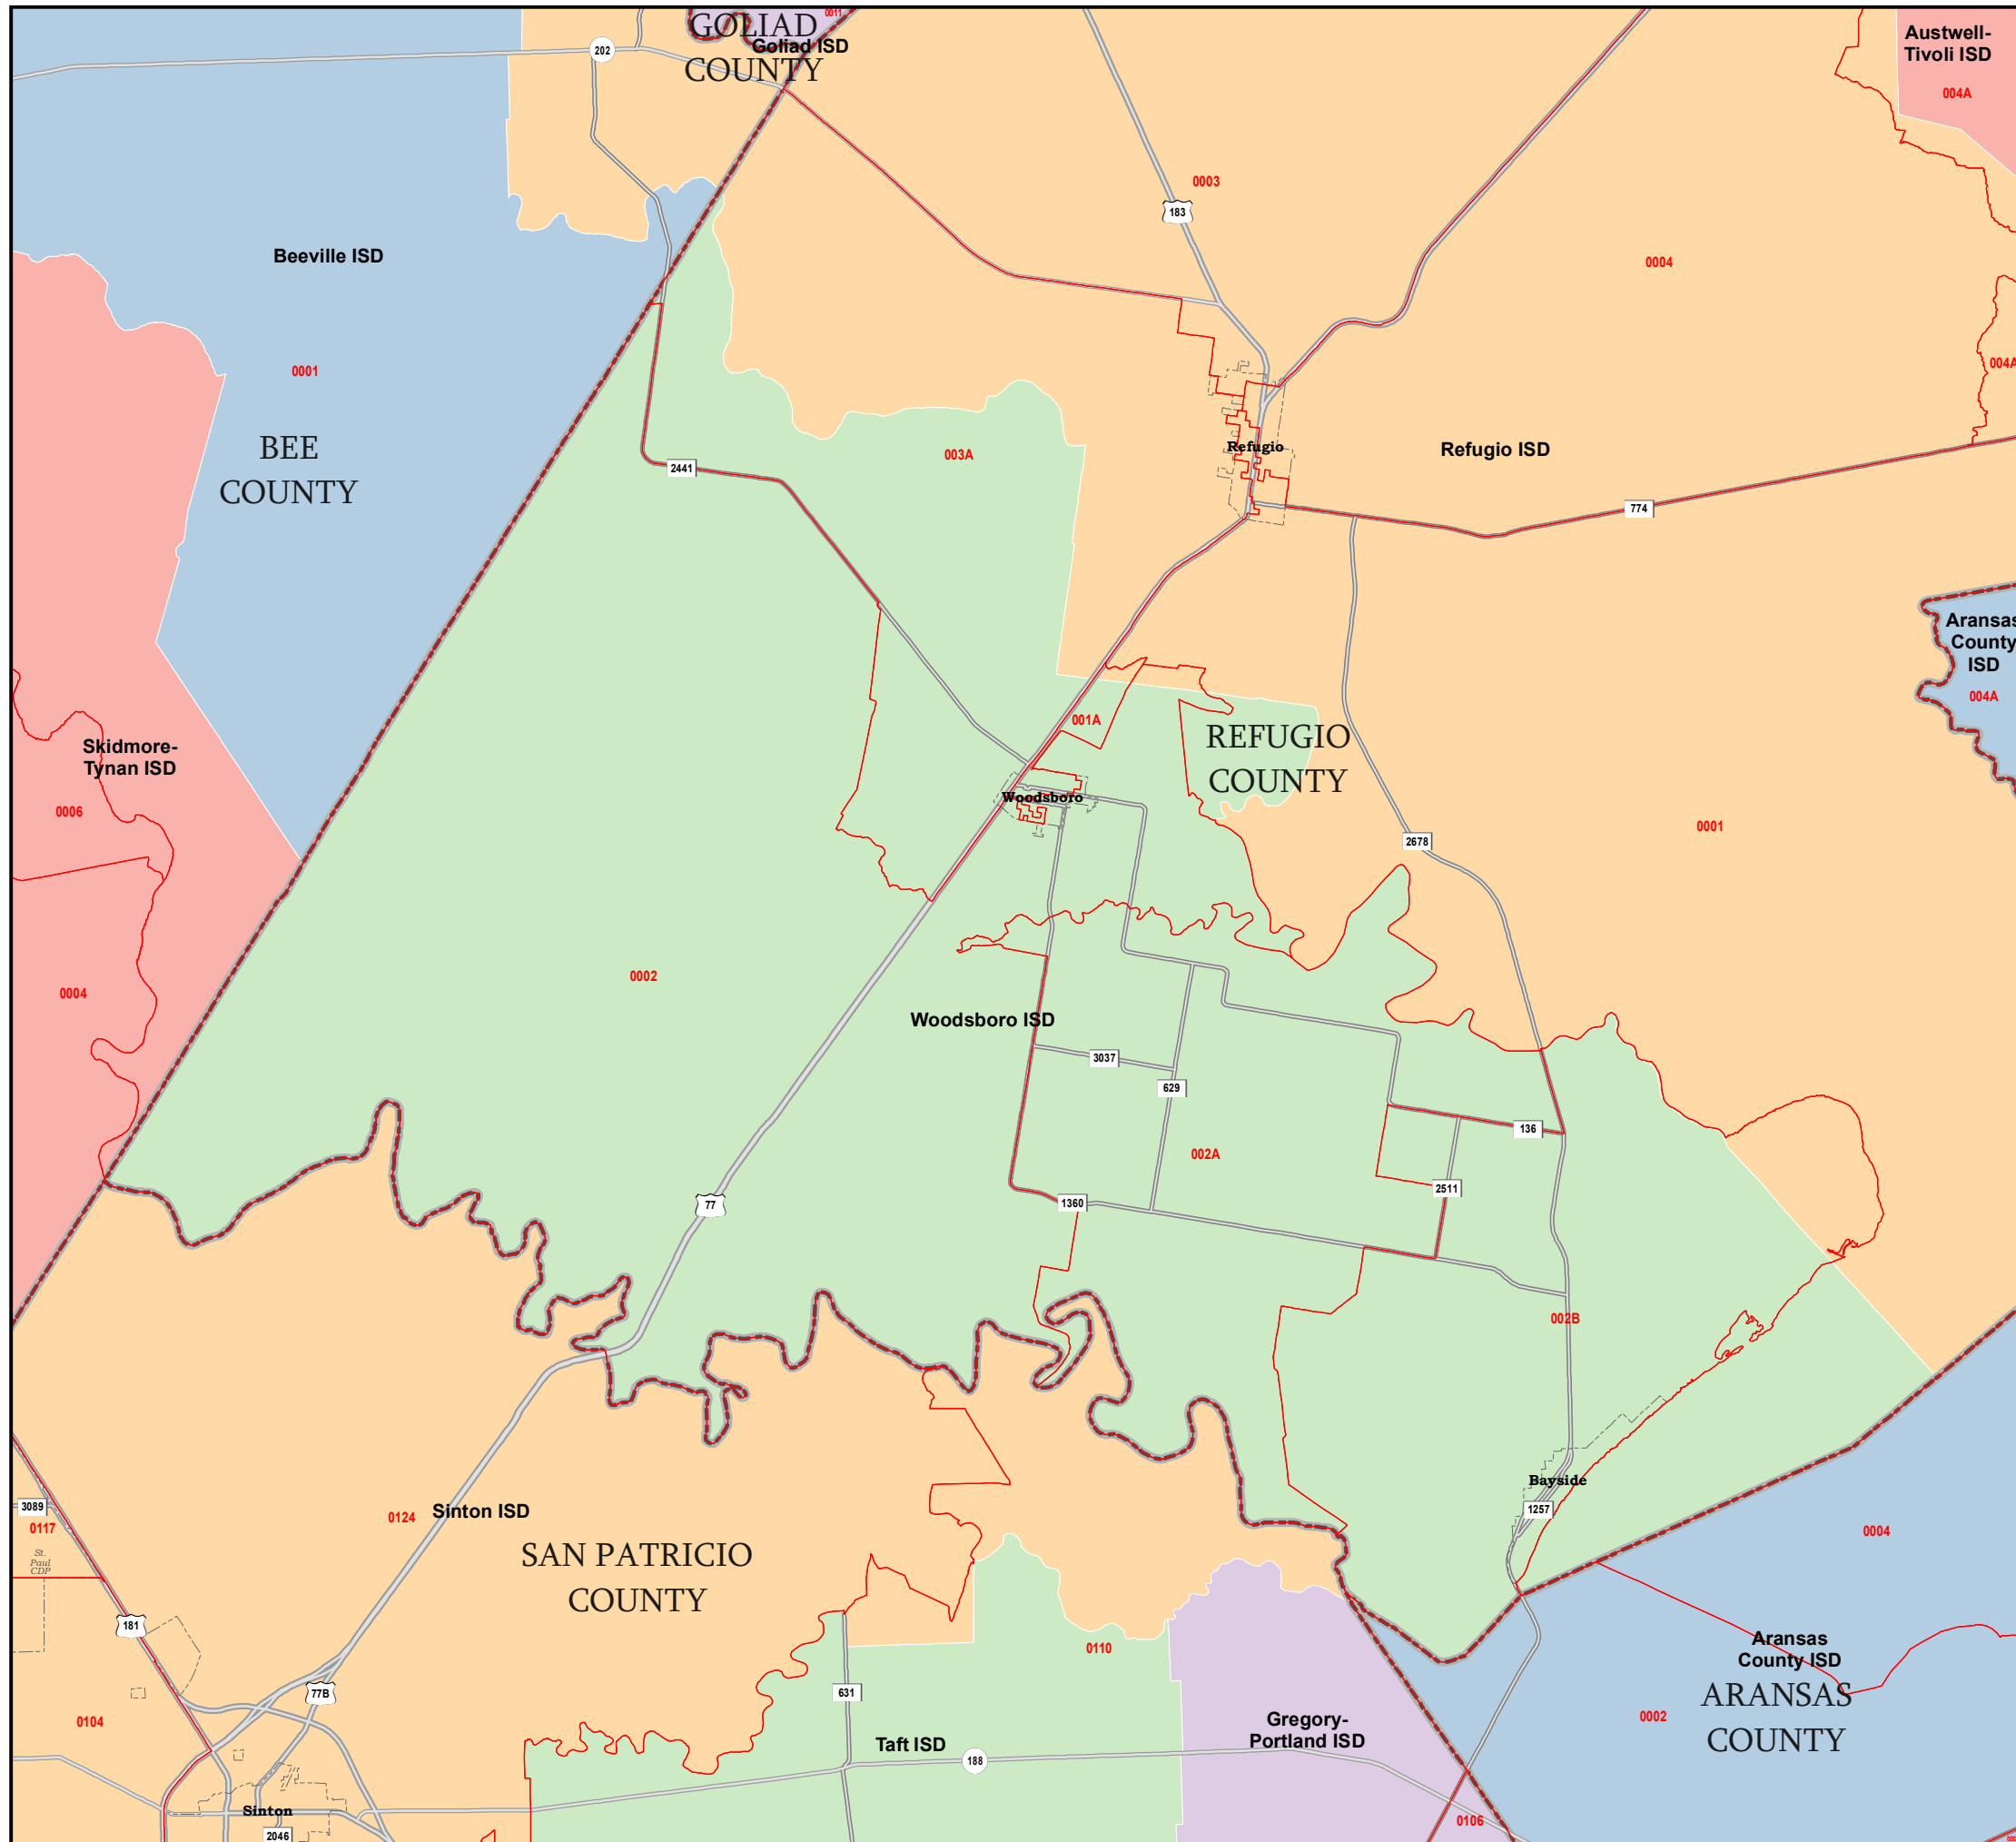 GOLIAD
COUNTY
0011
Goliad ISD
202
Austwell-
Tivoli ISD
004A
0003
183
Beeville ISD
0004
0001
004A
BEE
COUNTY
003A
2441
Refugio
Refugio ISD
774
Aransas
County
ISD
004A
Skidmore-
Tynan ISD
001A
REFUGIO
COUNTY
Woodsboro
0006
0001
2678
0004
0002
Woodsboro ISD
3037
629
136
002A
2511
77
1360
002B
Bayside
1257
3089
0117
St.
Paul
CDP
0124
Sinton ISD
0004
SAN PATRICIO
COUNTY
181
0110
Aransas
County ISD
ARANSAS
COUNTY
77B
631
0104
0002
Gregory-
Portland ISD
Taft ISD
188
Sinton
2046
0106